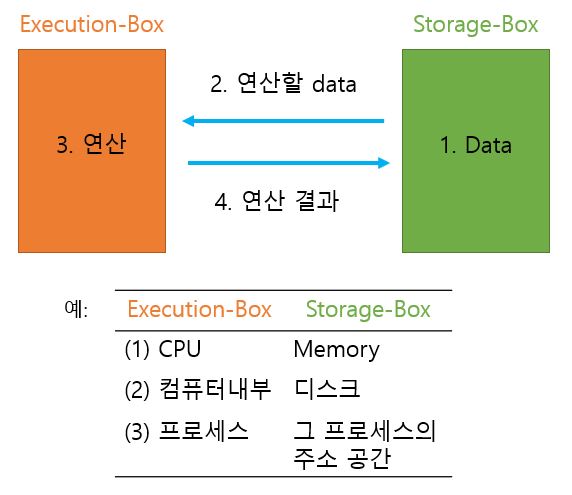 Execution-Box
Storage-Box
2. 연산할 data
3. 연산
1. Data
4. 연산 결과
예:
Execution-Box Storage-Box
(1) CPU Memory
(2) 컴퓨터내부 디스크
(3) 프로세스 그 프로세스의
주소 공간